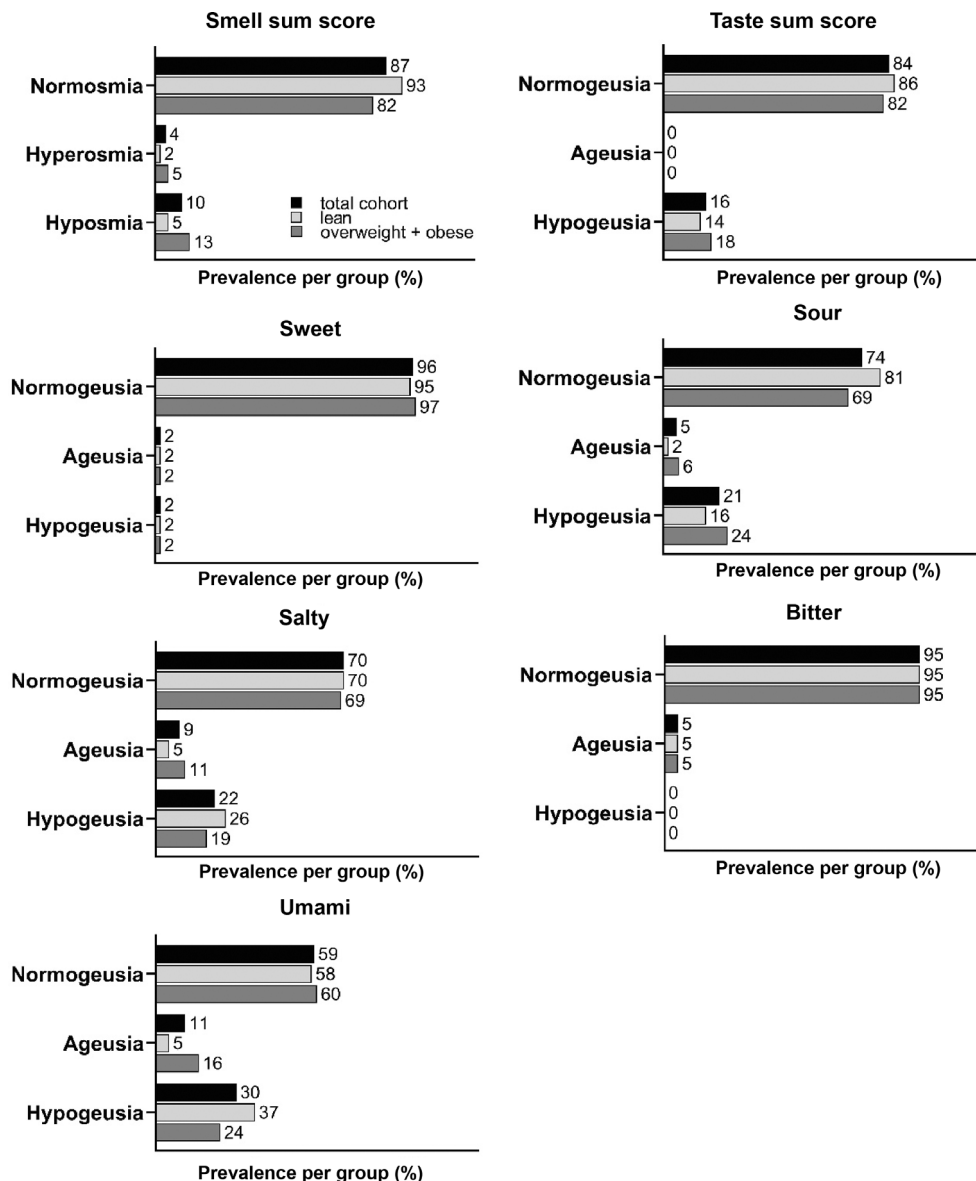 Smell sum score
Normosmia
87
93
82
Hyperosmia
4
2
5
Hyposmia
10
5
13
total cohort
lean
overweight + obese
Prevalence per group (%)
Taste sum score
Normogeusia
84
86
82
Ageusia
0
0
0
Hypogeusia
16
14
18
Prevalence per group (%)
Sweet
Normogeusia
96
95
97
Ageusia
2
2
2
Hypogeusia
2
2
2
Prevalence per group (%)
Sour
Normogeusia
74
81
69
Ageusia
5
2
6
Hypogeusia
21
16
24
Prevalence per group (%)
Salty
Normogeusia
70
70
69
Ageusia
9
5
11
Hypogeusia
22
26
19
Prevalence per group (%)
Bitter
Normogeusia
95
95
95
Ageusia
5
5
5
Hypogeusia
0
0
0
Prevalence per group (%)
Umami
Normogeusia
59
58
60
Ageusia
11
5
16
Hypogeusia
30
37
24
Prevalence per group (%)